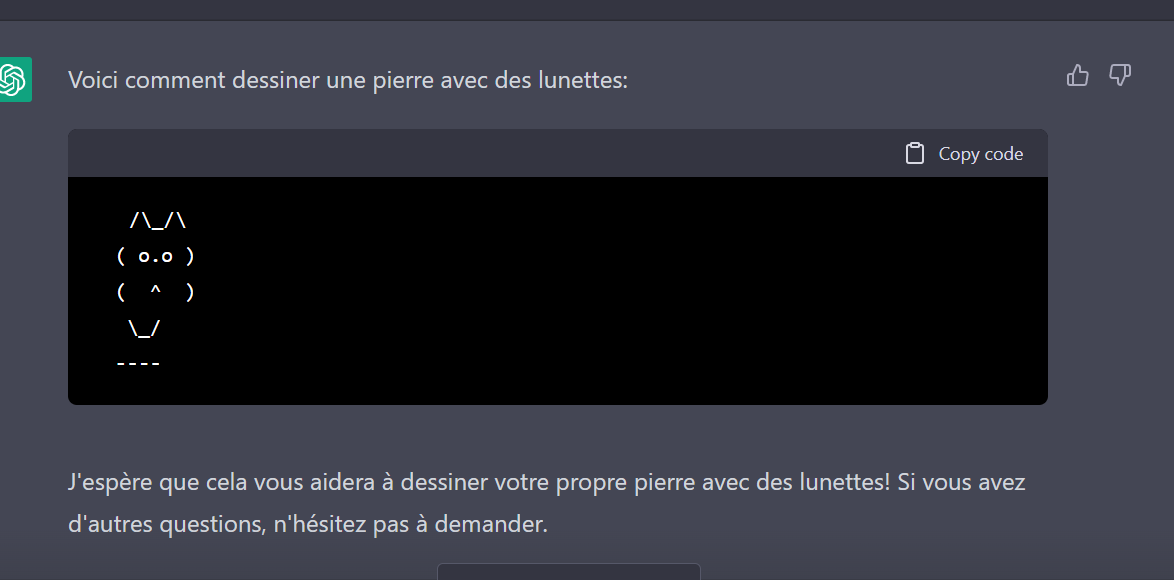 Voici comment dessiner une pierre avec des lunettes:
Copy code
  /\_/\
 ( o.o )
 (  ^  )
  \_/
 ----
J'espère que cela vous aidera à dessiner votre propre pierre avec des lunettes! Si vous avez
d'autres questions, n'hésitez pas à demander.